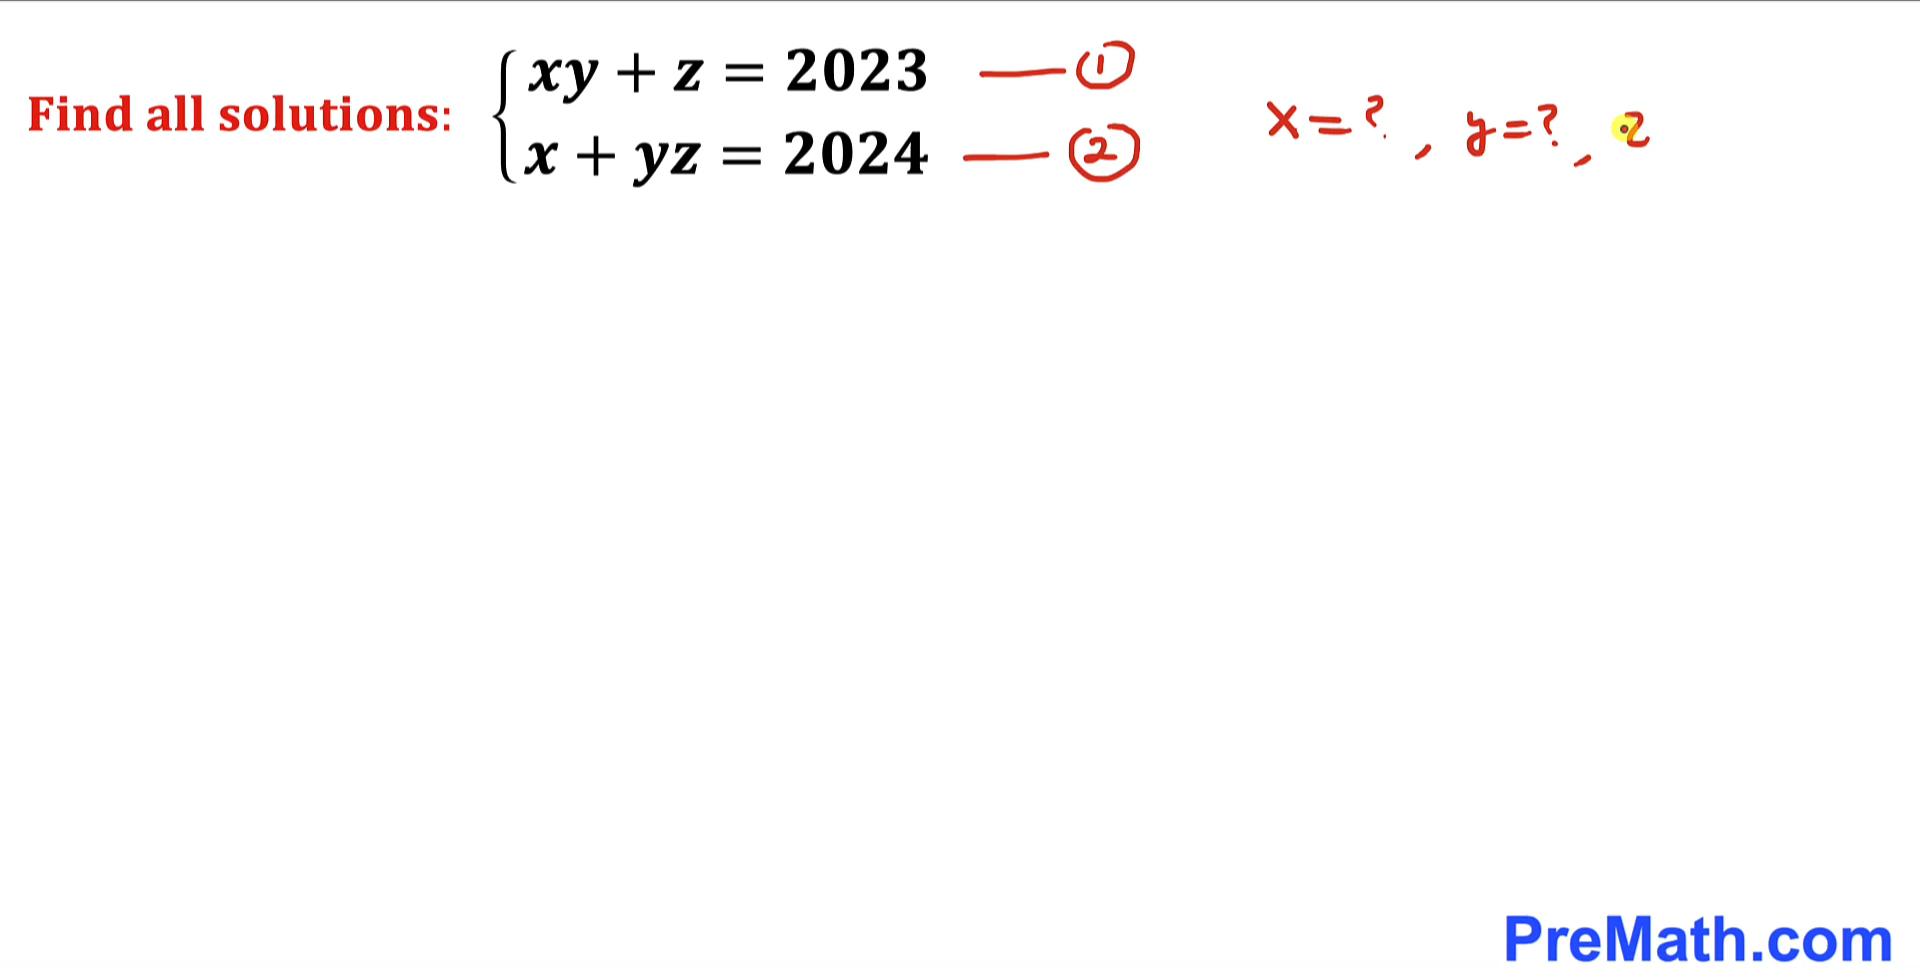 Find all solutions: { xy + z = 2023 — ①
x + yz = 2024 — ②
x = ? , y = ? , z
PreMath.com